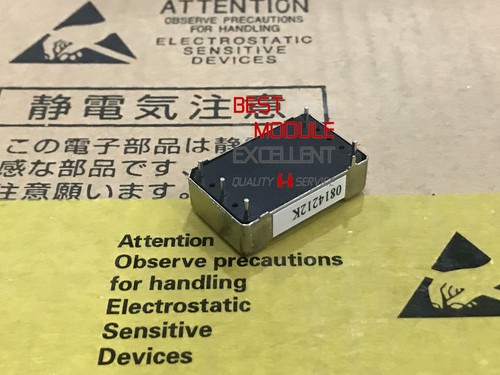 ATTENTION
OBSERVE PRECAUTIONS
FOR HANDLING
ELECTROSTATIC
SENSITIVE
DEVICES
静電気注意
この電子部品は静
感な部品です
注意願います
BEST
MODULE
EXCELLENT
QUALITY H SERVICE
0814212K
Attention
Observe precautions
for handling
Electrostatic
Sensitive
Devices